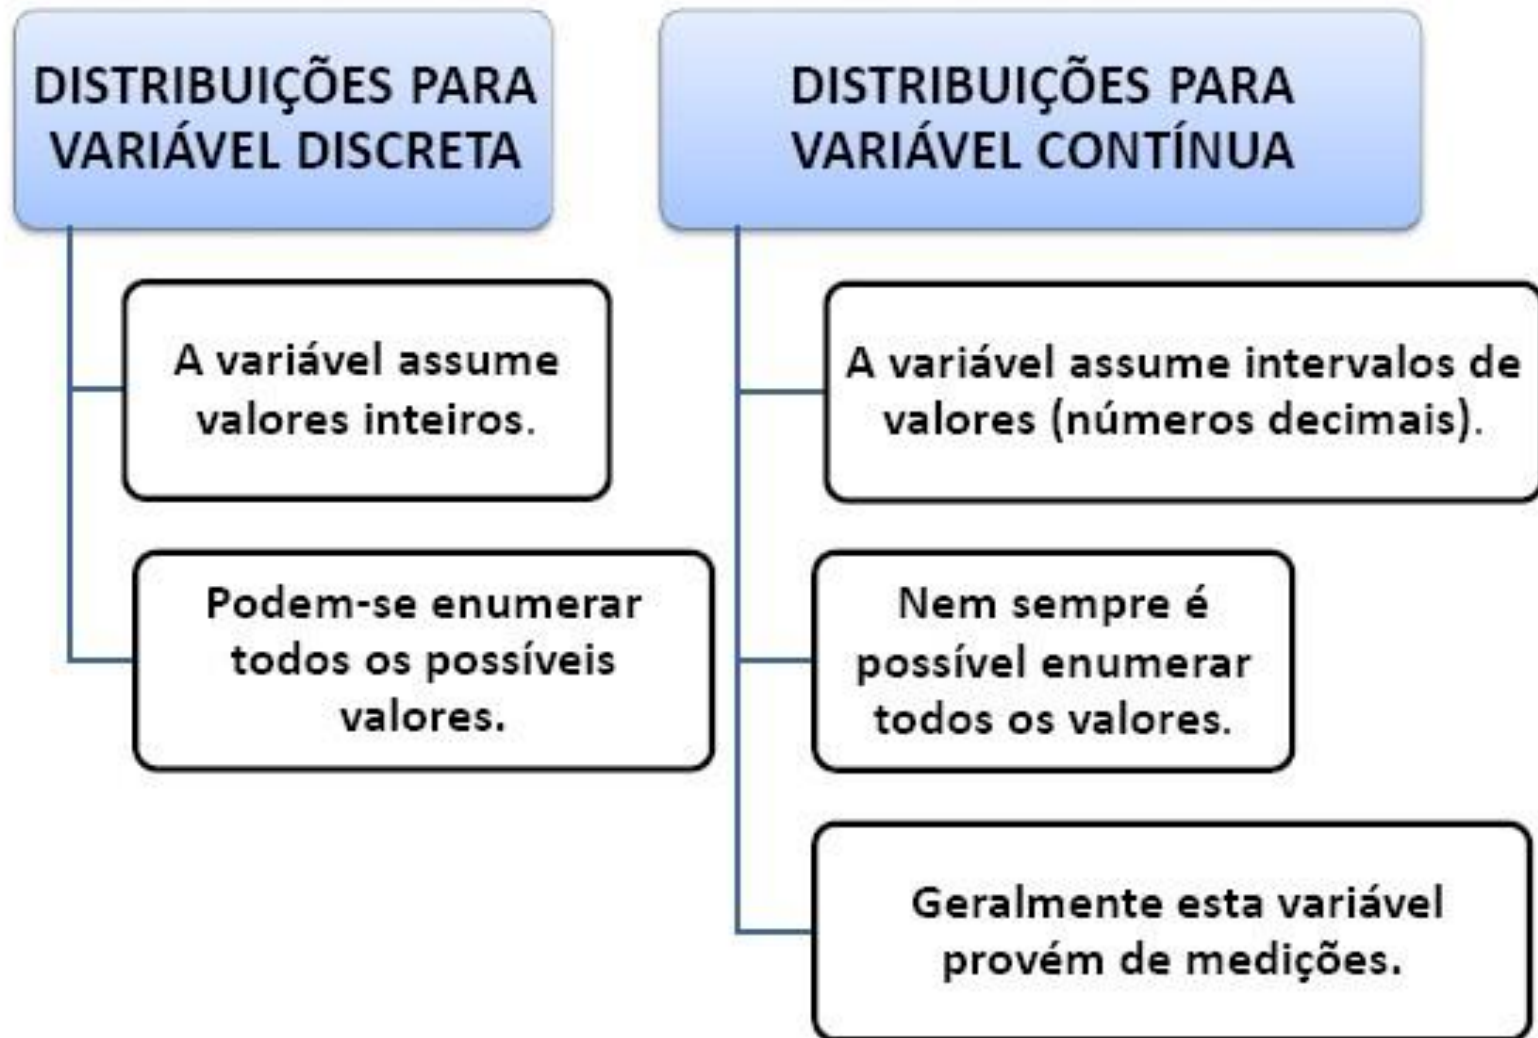 DISTRIBUIÇÕES PARA
VARIÁVEL DISCRETA
A variável assume
valores inteiros.
Podem-se enumerar
todos os possíveis
valores.
DISTRIBUIÇÕES PARA
VARIÁVEL CONTÍNUA
A variável assume intervalos de
valores (números decimais).
Nem sempre é
possível enumerar
todos os valores.
Geralmente esta variável
provém de medições.